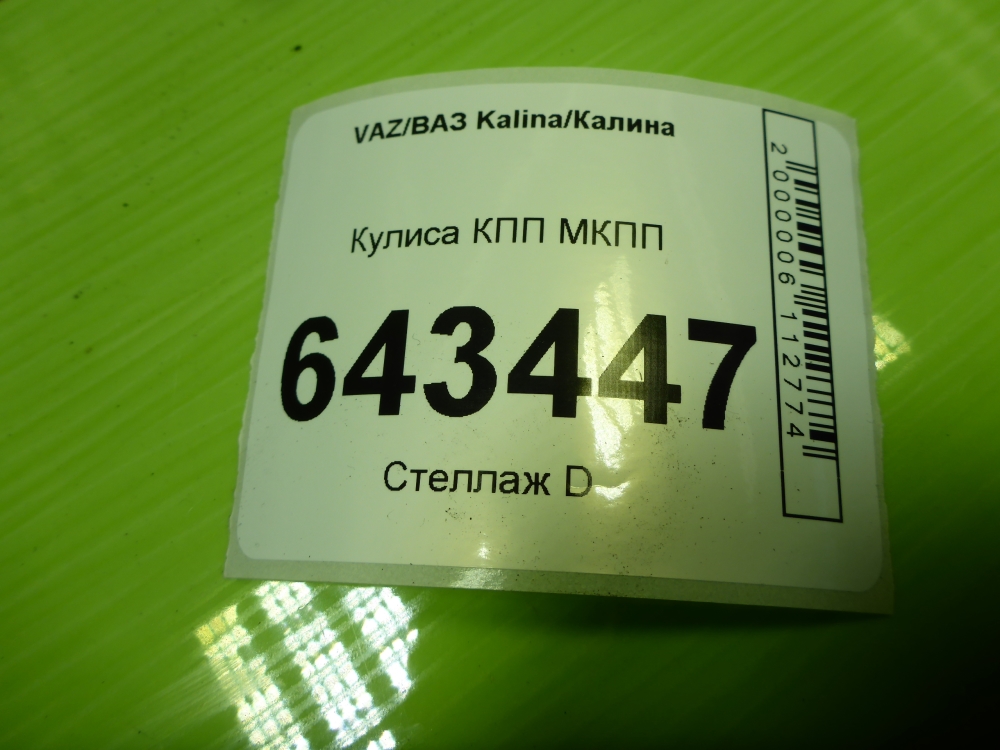 VAZ/ВАЗ Kalina/Калина
Кулиса КПП МКПП
643447
Стеллаж D
2000006112774